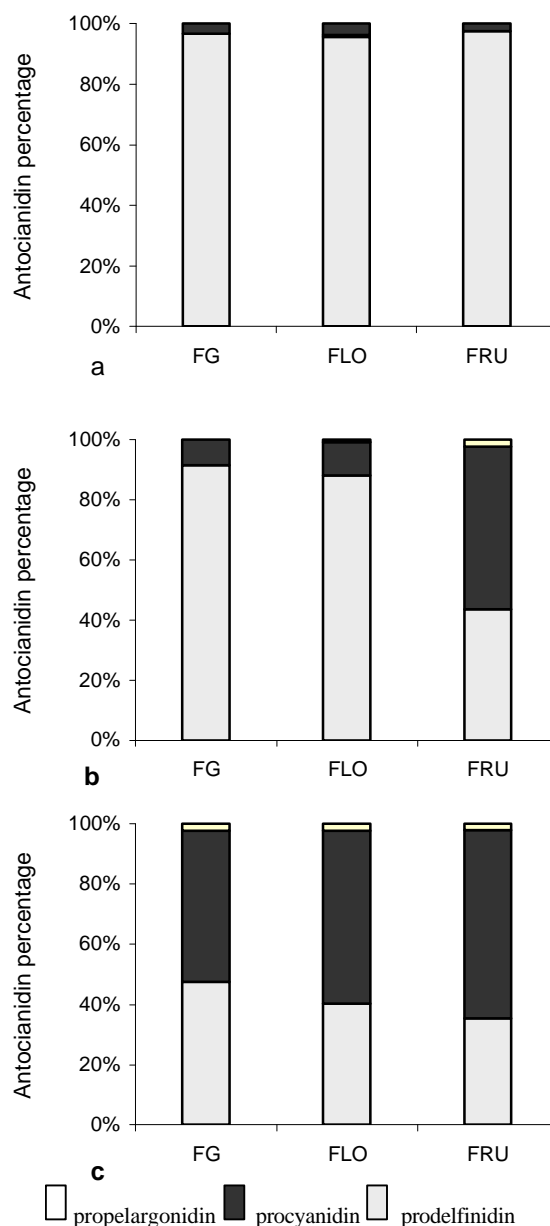 Antocianidin percentage
100%
80%
60%
40%
20%
0%
FG FLO FRU
a
Antocianidin percentage
100%
80%
60%
40%
20%
0%
FG FLO FRU
b
Antocianidin percentage
100%
80%
60%
40%
20%
0%
FG FLO FRU
c
propelargonidin procyanidin prodelfinidin